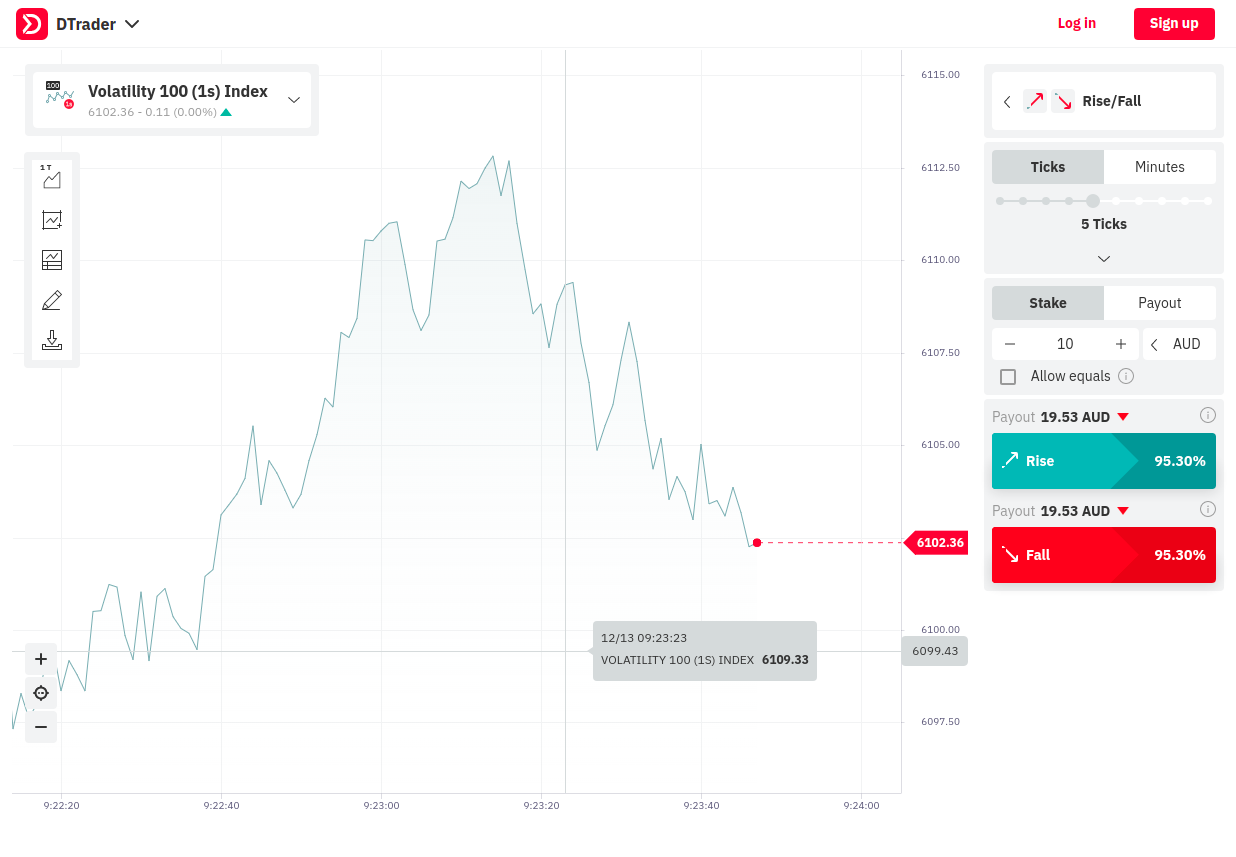 DTrader
Log in
Sign up
100
1s
Volatility 100 (1s) Index
6102.36 - 0.11 (0.00%)
1 T
6115.00
6112.50
6110.00
6107.50
6105.00
6102.36
6100.00
6099.43
6097.50
12/13 09:23:23
VOLATILITY 100 (1S) INDEX 6109.33
9:22:20
9:22:40
9:23:00
9:23:20
9:23:40
9:24:00
Rise/Fall
Ticks
Minutes
5 Ticks
Stake
Payout
10
AUD
Allow equals
Payout 19.53 AUD
Rise
95.30%
Payout 19.53 AUD
Fall
95.30%